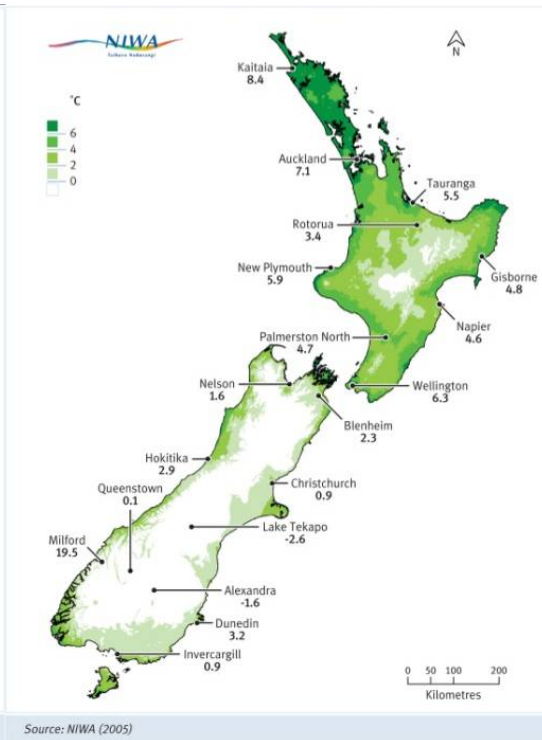 NIWA
Taihoro Nukurangi
N
°C
6
4
2
0
Kaitaia
8.4
Auckland
7.1
Tauranga
5.5
Rotorua
3.4
New Plymouth
5.9
Gisborne
4.8
Napier
4.6
Palmerston North
4.7
Nelson
1.6
Wellington
6.3
Blenheim
2.3
Hokitika
2.9
Christchurch
0.9
Queenstown
0.1
Lake Tekapo
-2.6
Milford
19.5
Alexandra
-1.6
Dunedin
3.2
Invercargill
0.9
0 50 100 200
Kilometres
Source: NIWA (2005)